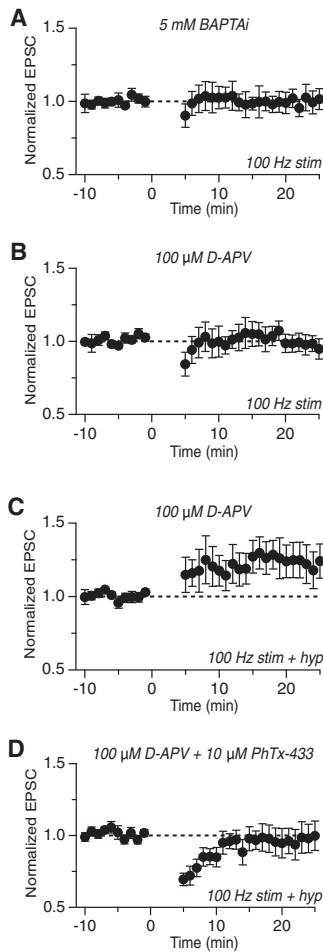 A
5 mM BAPTAi
1.5
1.0
0.5
Normalized EPSC
100 Hz stim
-10 0 10 20
Time (min)
B
100 µM D-APV
1.5
1.0
0.5
Normalized EPSC
100 Hz stim
-10 0 10 20
Time (min)
C
100 µM D-APV
1.5
1.0
0.5
Normalized EPSC
100 Hz stim + hyp
-10 0 10 20
Time (min)
D
100 µM D-APV + 10 µM PhTx-433
1.5
1.0
0.5
Normalized EPSC
100 Hz stim + hyp
-10 0 10 20
Time (min)